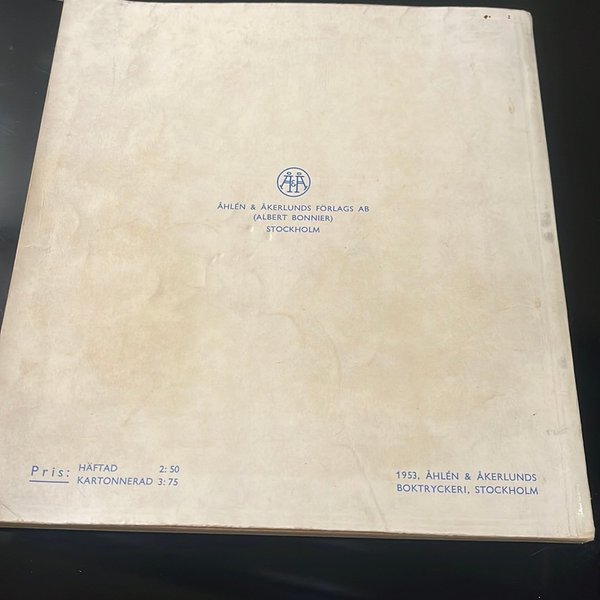 Å&Å
ÅHLÉN & ÅKERLUNDS FÖRLAGS AB
(ALBERT BONNIER)
STOCKHOLM
Pris: HÄFTAD 2:50
KARTONNERAD 3:75
1953, ÅHLÉN & ÅKERLUNDS
BOKTRYCKERI, STOCKHOLM